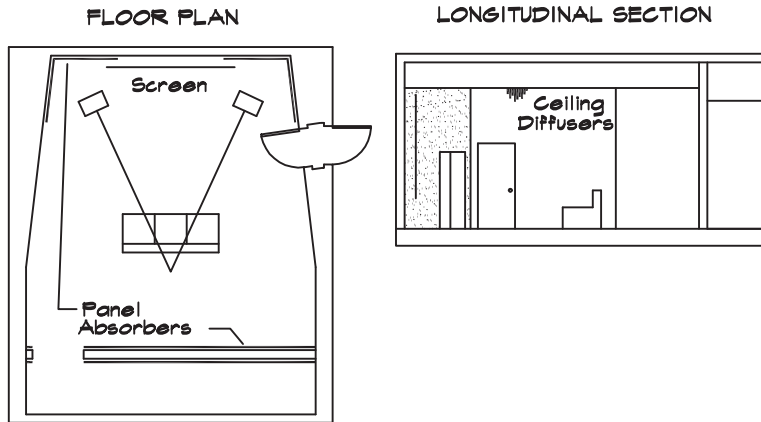 FLOOR PLAN
LONGITUDINAL SECTION
Screen
Ceiling
Diffusers
Panel
Absorbers